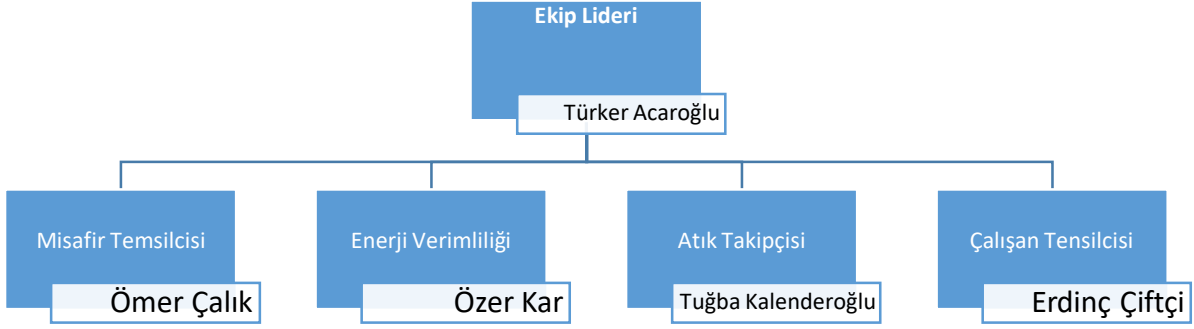 Ekip Lideri
Türker Acaroğlu
Misafir Temsilcisi
Ömer Çalık
Enerji Verimliliği
Özer Kar
Atık Takipçisi
Tuğba Kalenderoğlu
Çalışan Tensilcisi
Erdinç Çiftçi